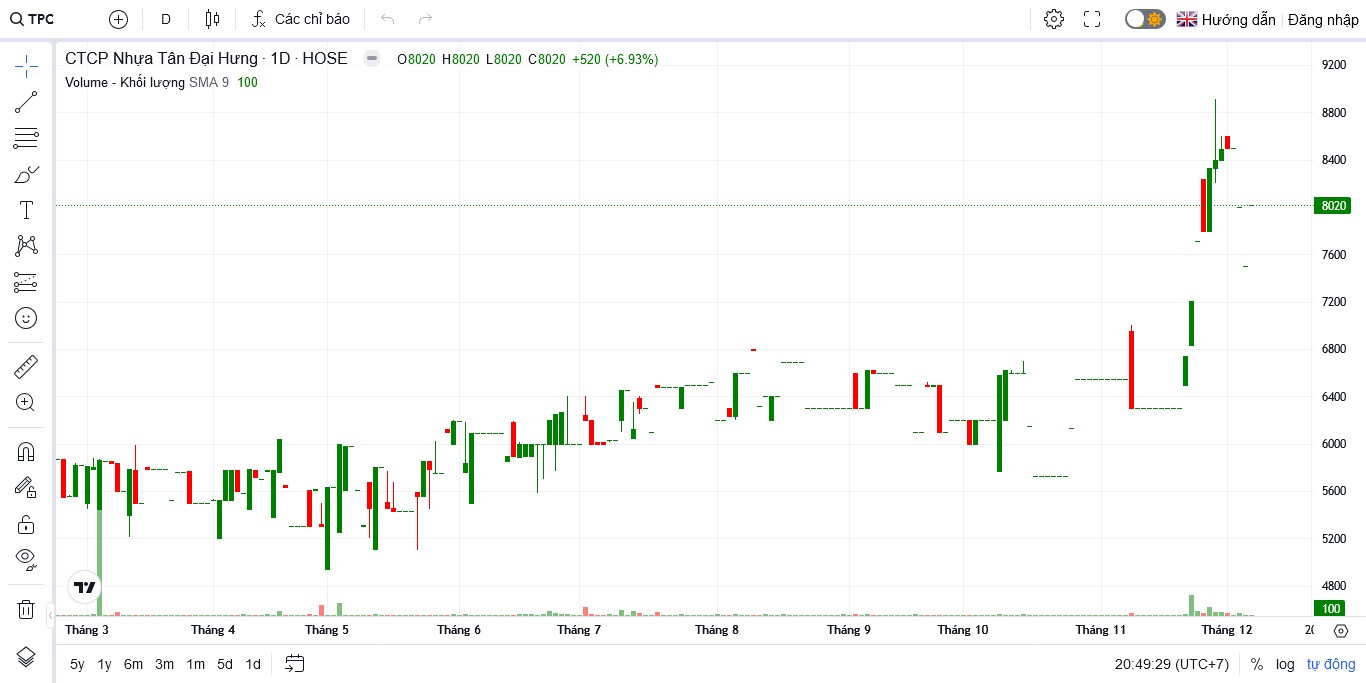 TPC D Các chỉ báo Hướng dẫn Đăng nhập
CTCP Nhựa Tân Đại Hưng · 1D · HOSE O8020 H8020 L8020 C8020 +520 (+6.93%)
Volume - Khối lượng SMA 9 100
9200
8800
8400
8020
7600
7200
6800
6400
6000
5600
5200
4800
100
Tháng 3 Tháng 4 Tháng 5 Tháng 6 Tháng 7 Tháng 8 Tháng 9 Tháng 10 Tháng 11 Tháng 12
5y 1y 6m 3m 1m 5d 1d 20:49:29 (UTC+7) % log tự động